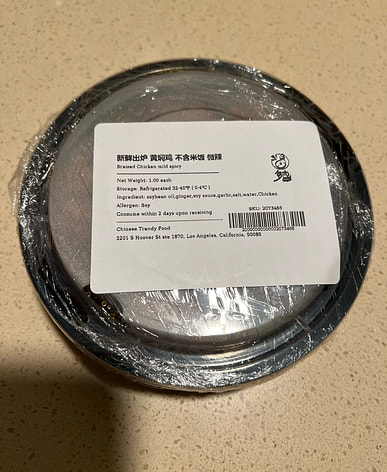 新鲜出炉 黄焖鸡 不含米饭 微辣
Braised Chicken mild spicy
Net Weight: 1.00 each
Storage: Refrigerated 32-40℉ ( 0-4℃ )
Ingredient: soybean oil,ginger,soy sauce,garlic,salt,water,Chicken
Allergen: Soy
Consume within 2 days upon receiving
SKU: 2073466
2000000000002073466
Chinese Trendy Food
3201 S Hoover St ste 1870, Los Angeles, California, 90089